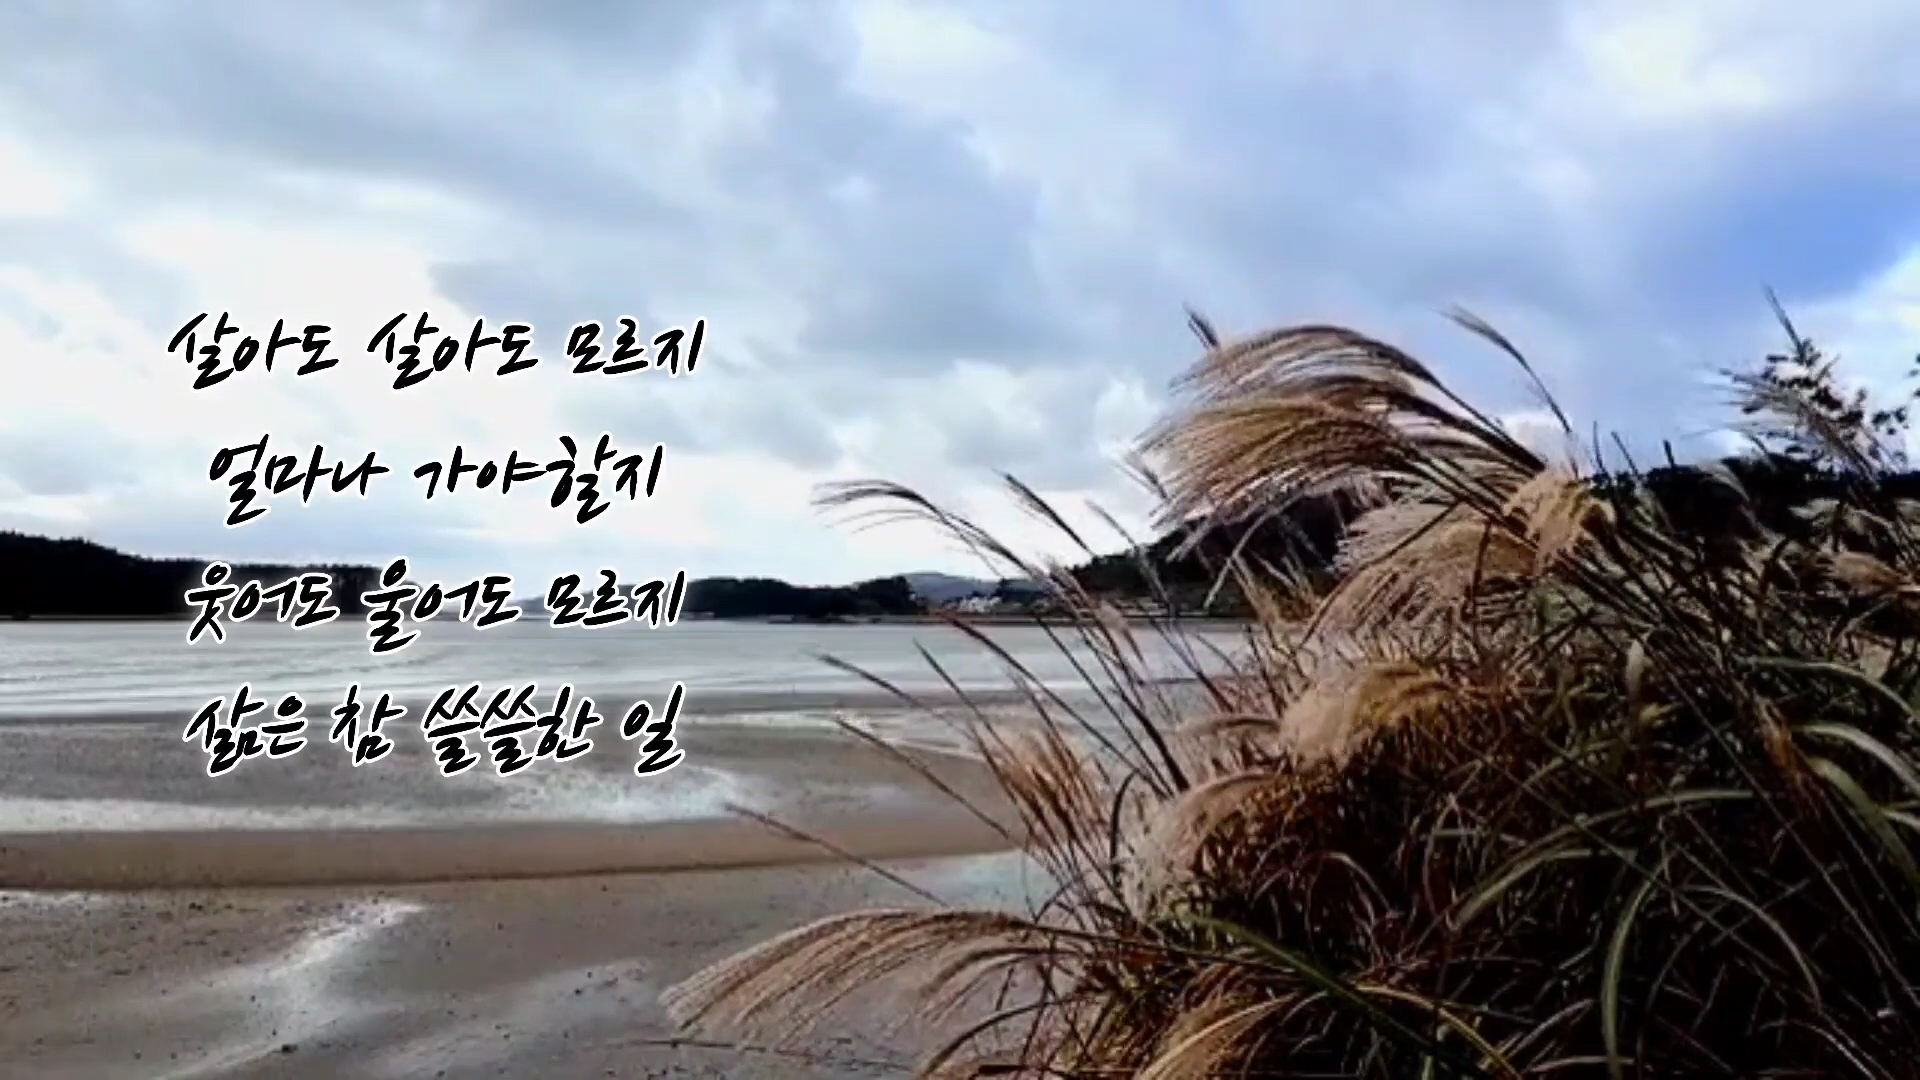 살아도 살아도 모르지
얼마나 가야할지
웃어도 울어도 모르지
삶은 참 쓸쓸한 일